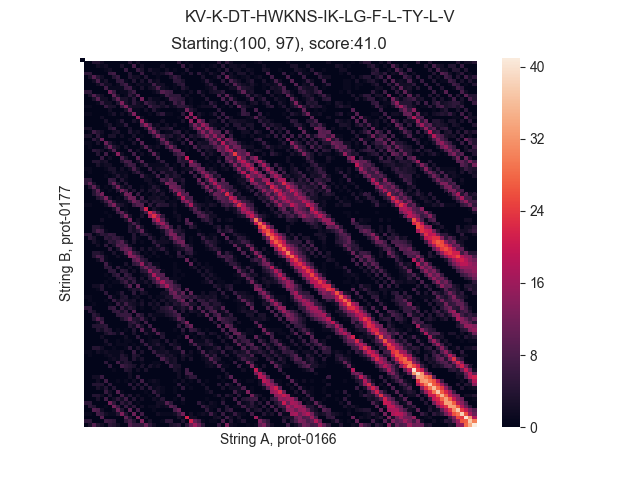 KV-K-DT-HWKNS-IK-LG-F-L-TY-L-V
Starting:(100, 97), score:41.0
String B, prot-0177
String A, prot-0166
40
32
24
16
8
0